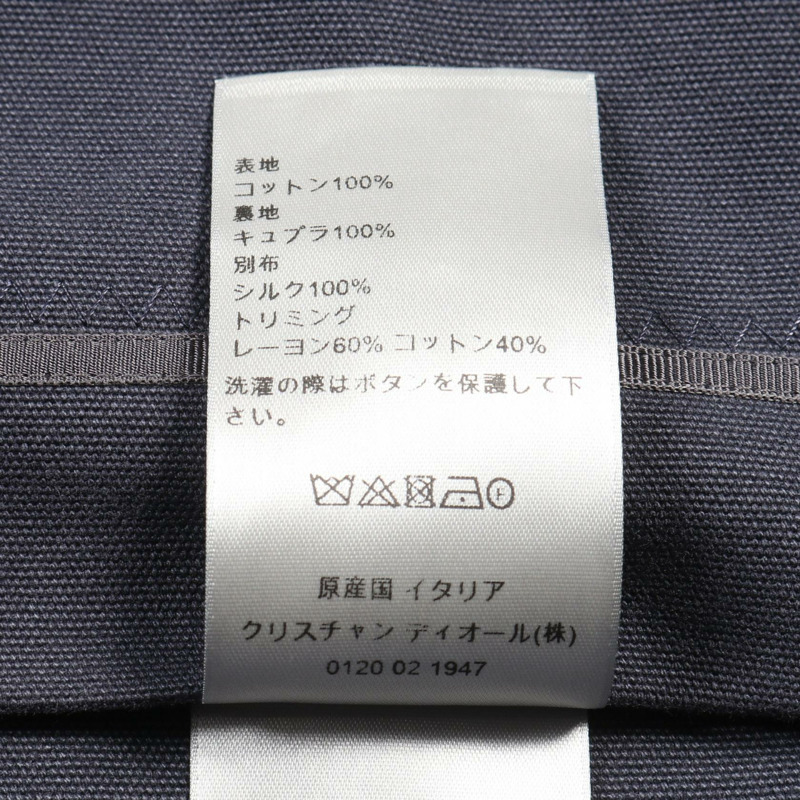 表地
コットン100%
裏地
キュプラ100%
別布
シルク100%
トリミング
レーヨン60% コットン40%
洗濯の際はボタンを保護して下
さい。
F
原産国 イタリア
クリスチャン ディオール(株)
0120 02 1947